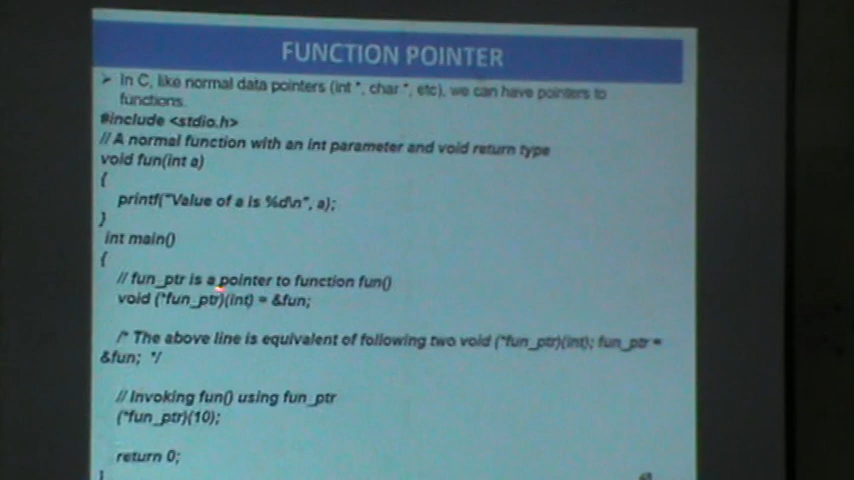 FUNCTION POINTER
➢ In C, like normal data pointers (int *, char *, etc), we can have pointers to
functions.
#include <stdio.h>
// A normal function with an int parameter and void return type
void fun(int a)
{
printf("Value of a is %d\n", a);
}
int main()
{
// fun_ptr is a pointer to function fun()
void (*fun_ptr)(int) = &fun;
/* The above line is equivalent of following two void (*fun_ptr)(int); fun_ptr =
&fun; */
// Invoking fun() using fun_ptr
(*fun_ptr)(10);
return 0;
}